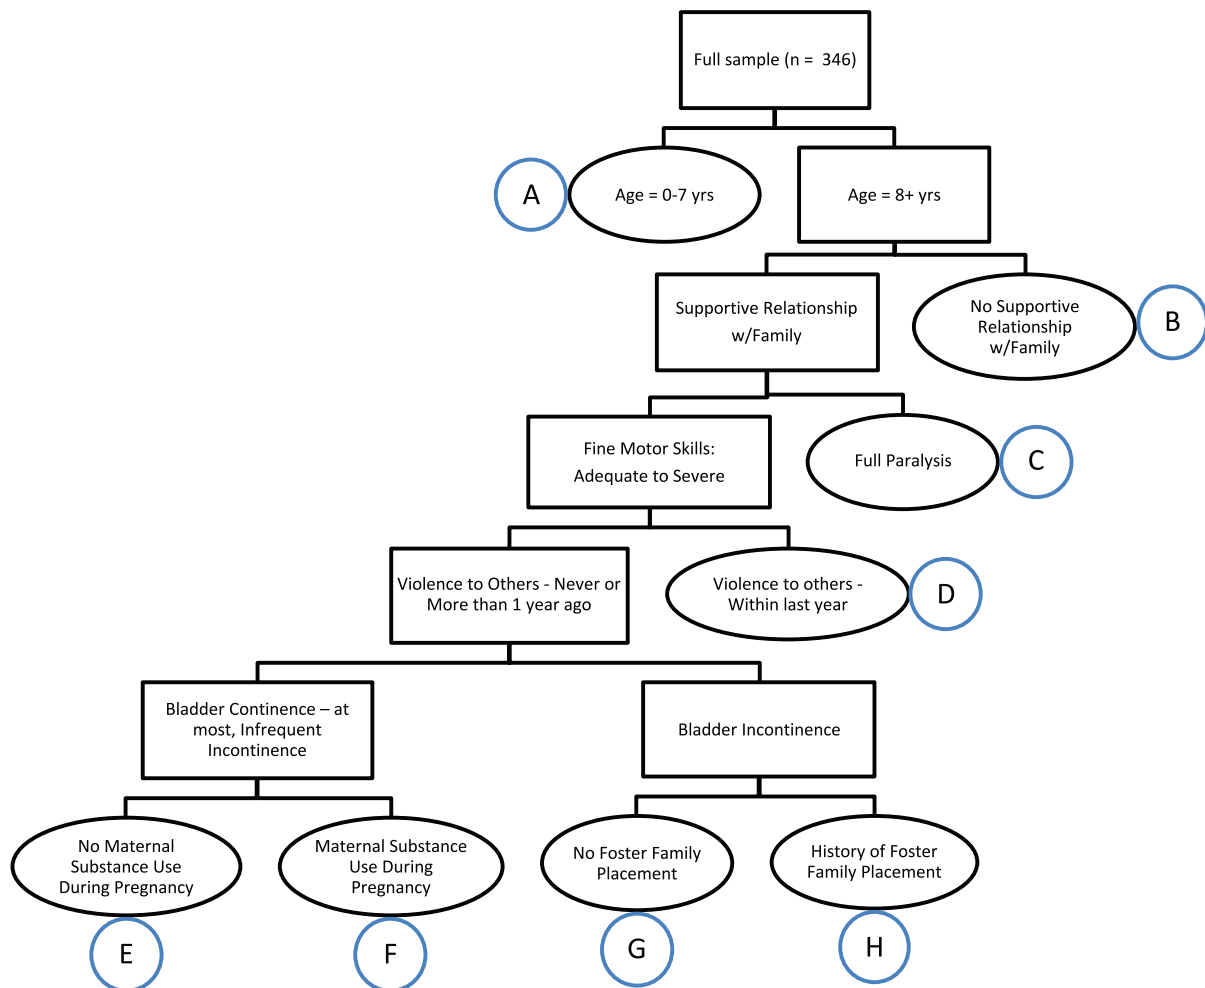 Full sample (n =  346)
A
Age = 0-7 yrs
Age = 8+ yrs
Supportive Relationship
w/Family
No Supportive
Relationship
w/Family
B
Fine Motor Skills:
Adequate to Severe
Full Paralysis
C
Violence to Others - Never or
More than 1 year ago
Violence to others -
Within last year
D
Bladder Continence – at
most, Infrequent
Incontinence
Bladder Incontinence
No Maternal
Substance Use
During Pregnancy
Maternal Substance
Use During
Pregnancy
No Foster Family
Placement
History of Foster
Family Placement
E
F
G
H